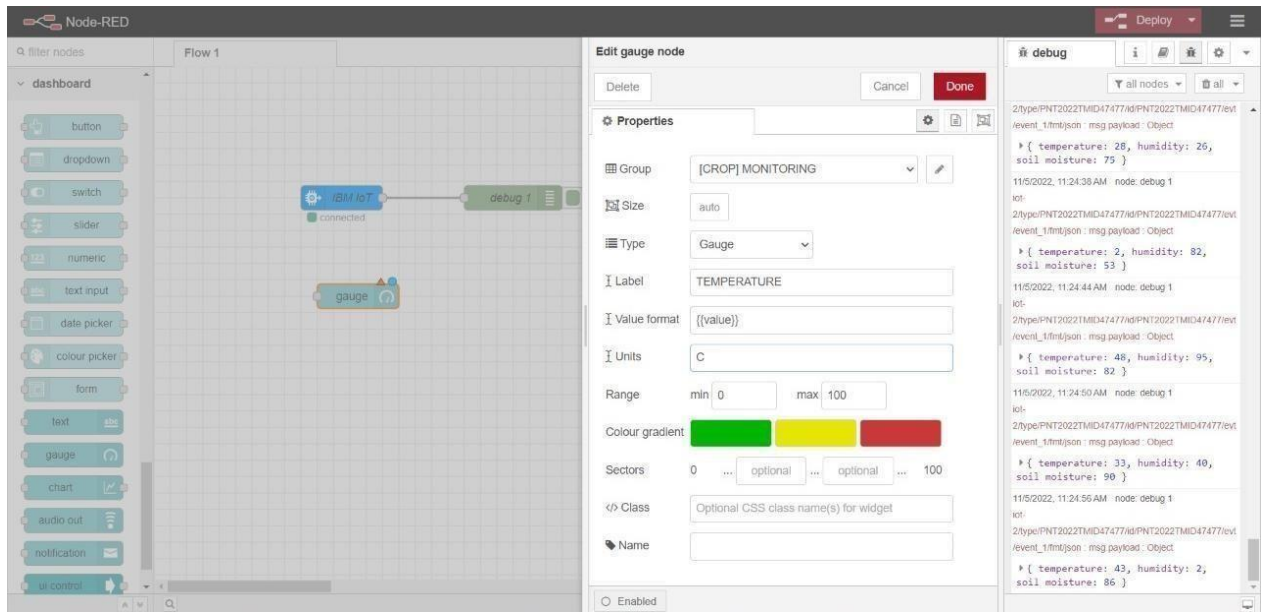 Node-RED
Deploy
filter nodes
Flow 1
dashboard
button
dropdown
switch
slider
numeric
text input
date picker
colour picker
form
text
gauge
chart
audio out
notification
ui control
IBM IoT
connected
debug 1
gauge
Edit gauge node
Delete
Cancel
Done
Properties
Group
[CROP] MONITORING
Size
auto
Type
Gauge
Label
TEMPERATURE
Value format
{{value}}
Units
C
Range
min 0
max 100
Colour gradient
Sectors
0 ... optional ... optional ... 100
Class
Optional CSS class name(s) for widget
Name
Enabled
debug
i
all nodes
all
2/type/PNT2022TMID47477/id/PNT2022TMID47477/evt
/event_1/fmt/json : msg.payload : Object
{ temperature: 28, humidity: 26,
soil moisture: 75 }
11/5/2022, 11:24:38 AM node: debug 1
iot-
2/type/PNT2022TMID47477/id/PNT2022TMID47477/evt
/event_1/fmt/json : msg.payload : Object
{ temperature: 2, humidity: 82,
soil moisture: 53 }
11/5/2022, 11:24:44 AM node: debug 1
iot-
2/type/PNT2022TMID47477/id/PNT2022TMID47477/evt
/event_1/fmt/json : msg.payload : Object
{ temperature: 48, humidity: 95,
soil moisture: 82 }
11/5/2022, 11:24:50 AM node: debug 1
iot-
2/type/PNT2022TMID47477/id/PNT2022TMID47477/evt
/event_1/fmt/json : msg.payload : Object
{ temperature: 33, humidity: 40,
soil moisture: 90 }
11/5/2022, 11:24:56 AM node: debug 1
iot-
2/type/PNT2022TMID47477/id/PNT2022TMID47477/evt
/event_1/fmt/json : msg.payload : Object
{ temperature: 43, humidity: 2,
soil moisture: 86 }